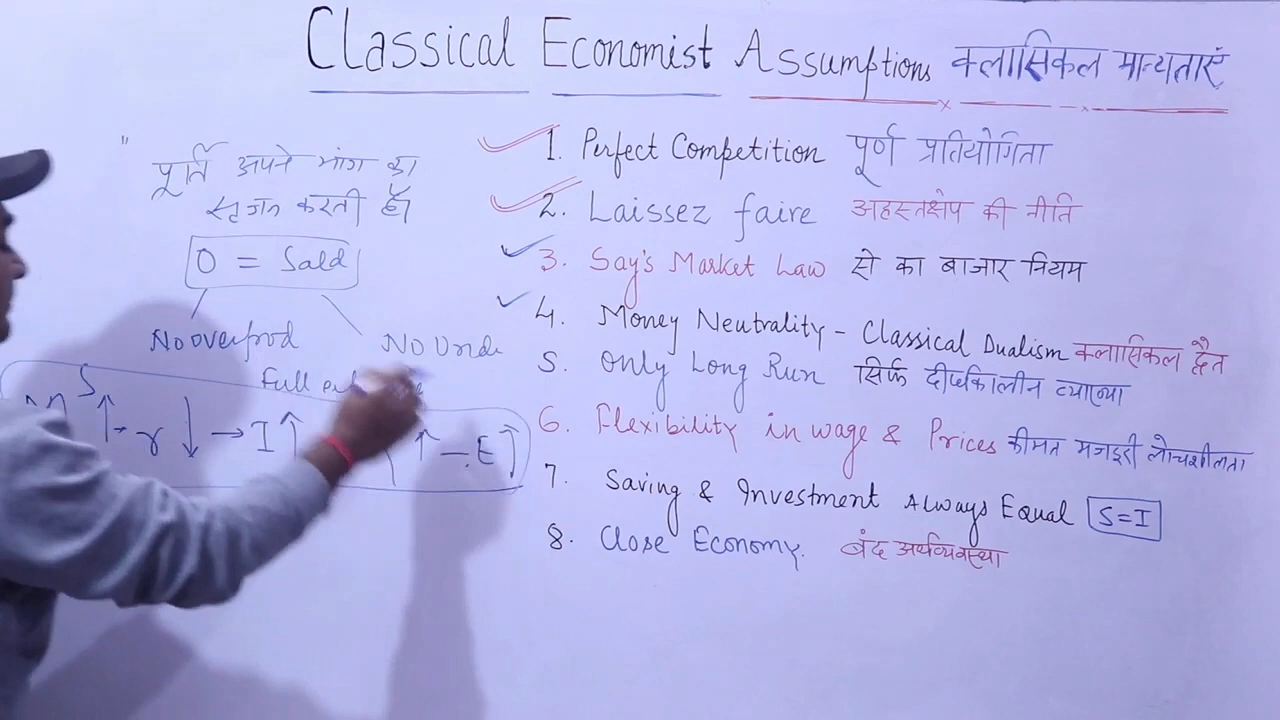 Classical Economist Assumptions क्लासिकल मान्यताएं
"पूर्ति अपने मांग का
सृजन करती है।
O = Sald
No overprod
No Unde
Full
M S ↑ → r ↓ → I ↑ ↑ – E ↑
1. Perfect Competition पूर्ण प्रतियोगिता
2. Laissez faire अहस्तक्षेप की नीति
3. Say's Market Law से का बाजार नियम
4. Money Neutrality – Classical Dualism क्लासिकल द्वैत
5. Only Long Run सिर्फ दीर्घकालीन व्याख्या
6. Flexibility in wage & Prices कीमत मजदूरी लोचशीलता
7. Saving & Investment Always Equal S=I
8. Close Economy. बंद अर्थव्यवस्था